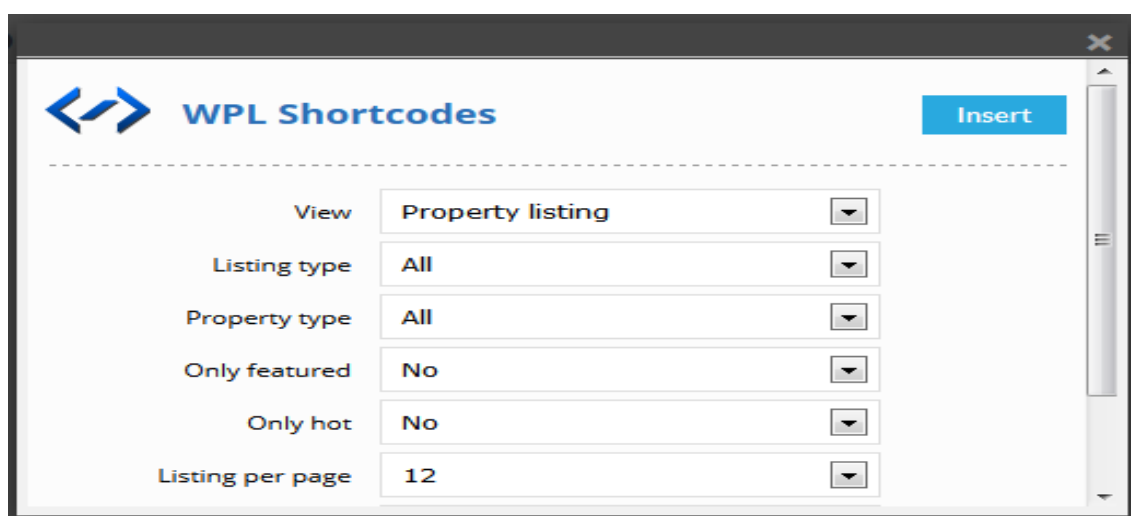 WPL Shortcodes
Insert
View Property listing
Listing type All
Property type All
Only featured No
Only hot No
Listing per page 12